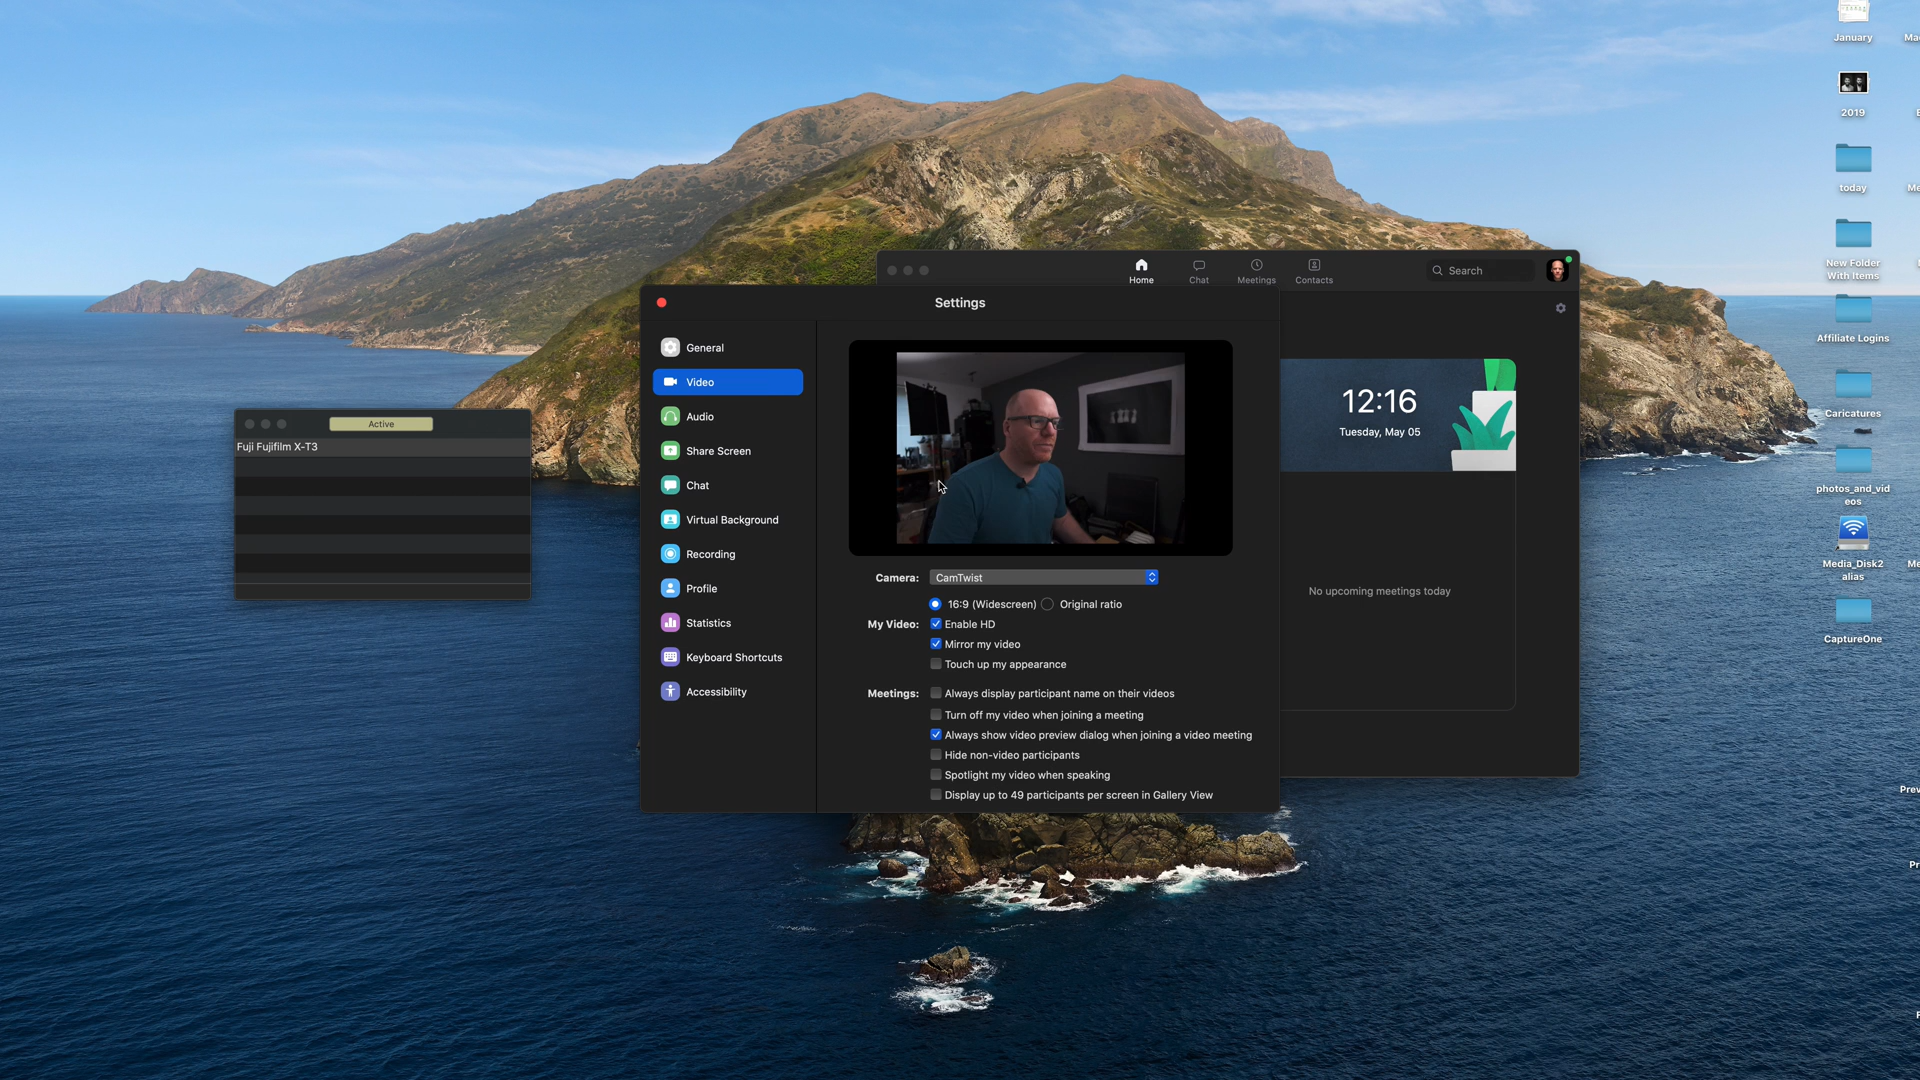 January
Ma
2019
today
Me
New Folder
With Items
Affiliate Logins
Caricatures
photos_and_vid
eos
Media_Disk2
alias
Me
CaptureOne
Prev
Pr
Home
Chat
Meetings
Contacts
Search
12:16
Tuesday, May 05
No upcoming meetings today
Active
Fuji Fujifilm X-T3
Settings
General
Video
Audio
Share Screen
Chat
Virtual Background
Recording
Profile
Statistics
Keyboard Shortcuts
Accessibility
Camera: CamTwist
16:9 (Widescreen) Original ratio
My Video: Enable HD
Mirror my video
Touch up my appearance
Meetings: Always display participant name on their videos
Turn off my video when joining a meeting
Always show video preview dialog when joining a video meeting
Hide non-video participants
Spotlight my video when speaking
Display up to 49 participants per screen in Gallery View